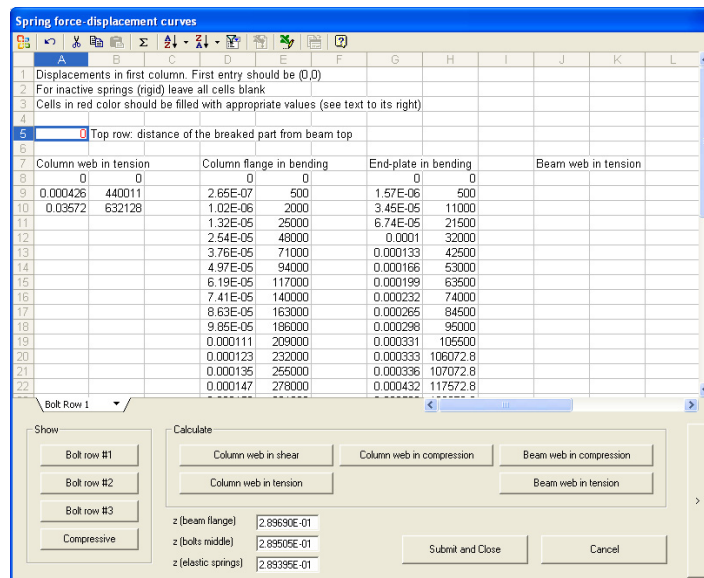 Spring force-displacement curves
A B C D E F G H I J K L
1 Displacements in first column. First entry should be (0,0)
2 For inactive springs (rigid) leave all cells blank
3 Cells in red color should be filled with appropriate values (see text to its right)
4
5 0 Top row: distance of the breaked part from beam top
6
7 Column web in tension Column flange in bending End-plate in bending Beam web in tension
8 0 0 0 0 0 0
9 0.000426 440011 2.65E-07 500 1.57E-06 500
10 0.03572 632128 1.02E-06 2000 3.45E-05 11000
11 1.32E-05 25000 6.74E-05 21500
12 2.54E-05 48000 0.0001 32000
13 3.76E-05 71000 0.000133 42500
14 4.97E-05 94000 0.000166 53000
15 6.19E-05 117000 0.000199 63500
16 7.41E-05 140000 0.000232 74000
17 8.63E-05 163000 0.000265 84500
18 9.85E-05 186000 0.000298 95000
19 0.000111 209000 0.000331 105500
20 0.000123 232000 0.000333 106072.8
21 0.000135 255000 0.000336 107072.8
22 0.000147 278000 0.000432 117572.8
Bolt Row 1
Show Calculate
Bolt row #1 Column web in shear Column web in compression Beam web in compression
Bolt row #2 Column web in tension Beam web in tension
Bolt row #3
z (beam flange) 2.89690E-01
Compressive z (bolts middle) 2.89505E-01 Submit and Close Cancel
z (elastic springs) 2.89395E-01